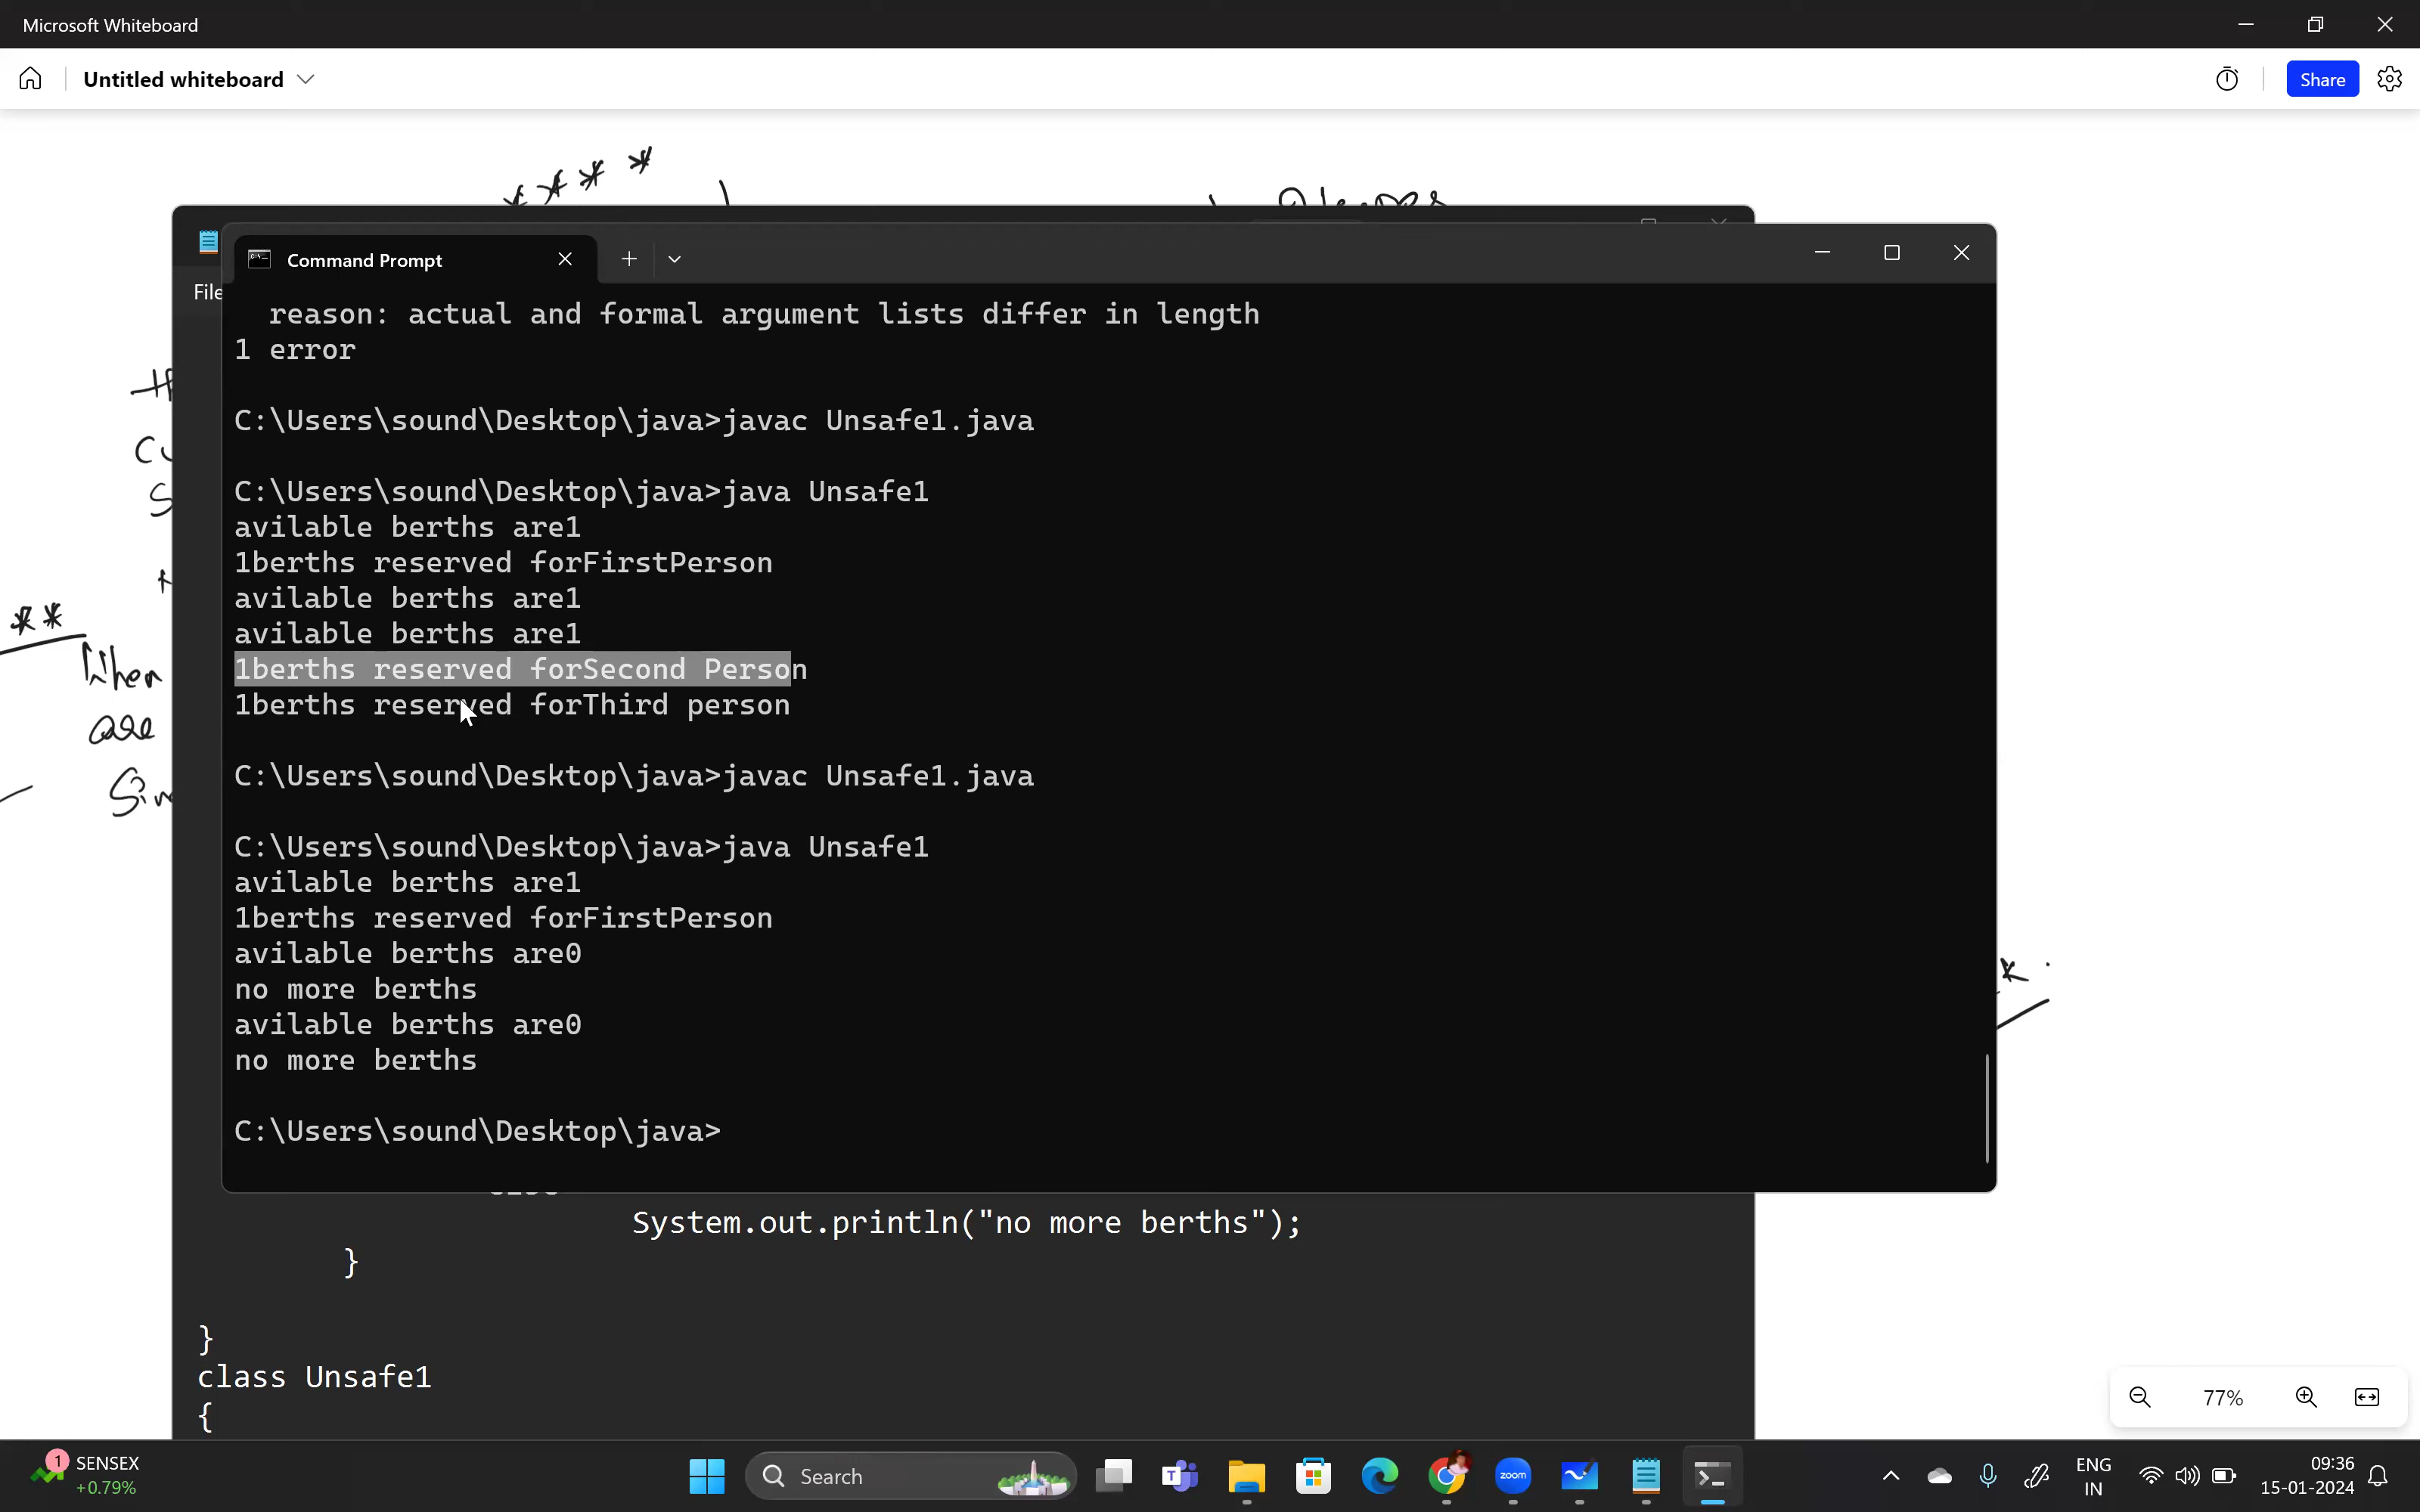 Microsoft Whiteboard
Untitled whiteboard
Share
Command Prompt
File
reason: actual and formal argument lists differ in length
1 error
C:\Users\sound\Desktop\java>javac Unsafe1.java
C:\Users\sound\Desktop\java>java Unsafe1
avilable berths are1
1berths reserved forFirstPerson
avilable berths are1
avilable berths are1
1berths reserved forSecond Person
1berths reserved forThird person
** 
When
are
C:\Users\sound\Desktop\java>javac Unsafe1.java
C:\Users\sound\Desktop\java>java Unsafe1
avilable berths are1
1berths reserved forFirstPerson
avilable berths are0
no more berths
avilable berths are0
no more berths
C:\Users\sound\Desktop\java>
System.out.println("no more berths");
}
}
class Unsafe1
{
77%
1
SENSEX
+0.79%
Search
zoom
ENG
IN
09:36
15-01-2024